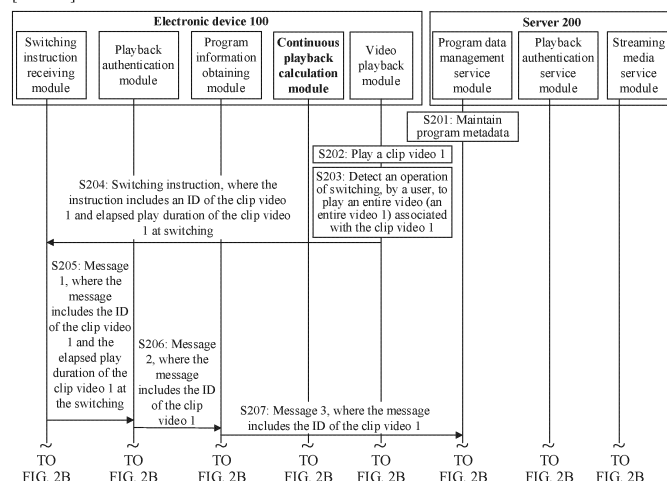 Electronic device 100
Server 200
Switching
instruction
receiving
module
Playback
authentication
module
Program
information
obtaining
module
Continuous
playback
calculation
module
Video
playback
module
Program data
management
service
module
Playback
authentication
service
module
Streaming
media
service
module
S201: Maintain
program metadata
S202: Play a clip video 1
S203: Detect an operation
of switching, by a user, to
play an entire video (an
entire video 1) associated
with the clip video 1
S204: Switching instruction, where the
instruction includes an ID of the clip video
1 and elapsed play duration of the clip video
1 at switching
S205: Message
1, where the
message
includes the ID
of the clip video
1 and the
elapsed play
duration of the
clip video 1 at
the switching
S206: Message
2, where the
message
includes the ID
of the clip
video 1
S207: Message 3, where the message
includes the ID of the clip video 1
TO
FIG. 2B
TO
FIG. 2B
TO
FIG. 2B
TO
FIG. 2B
TO
FIG. 2B
TO
FIG. 2B
TO
FIG. 2B
TO
FIG. 2B